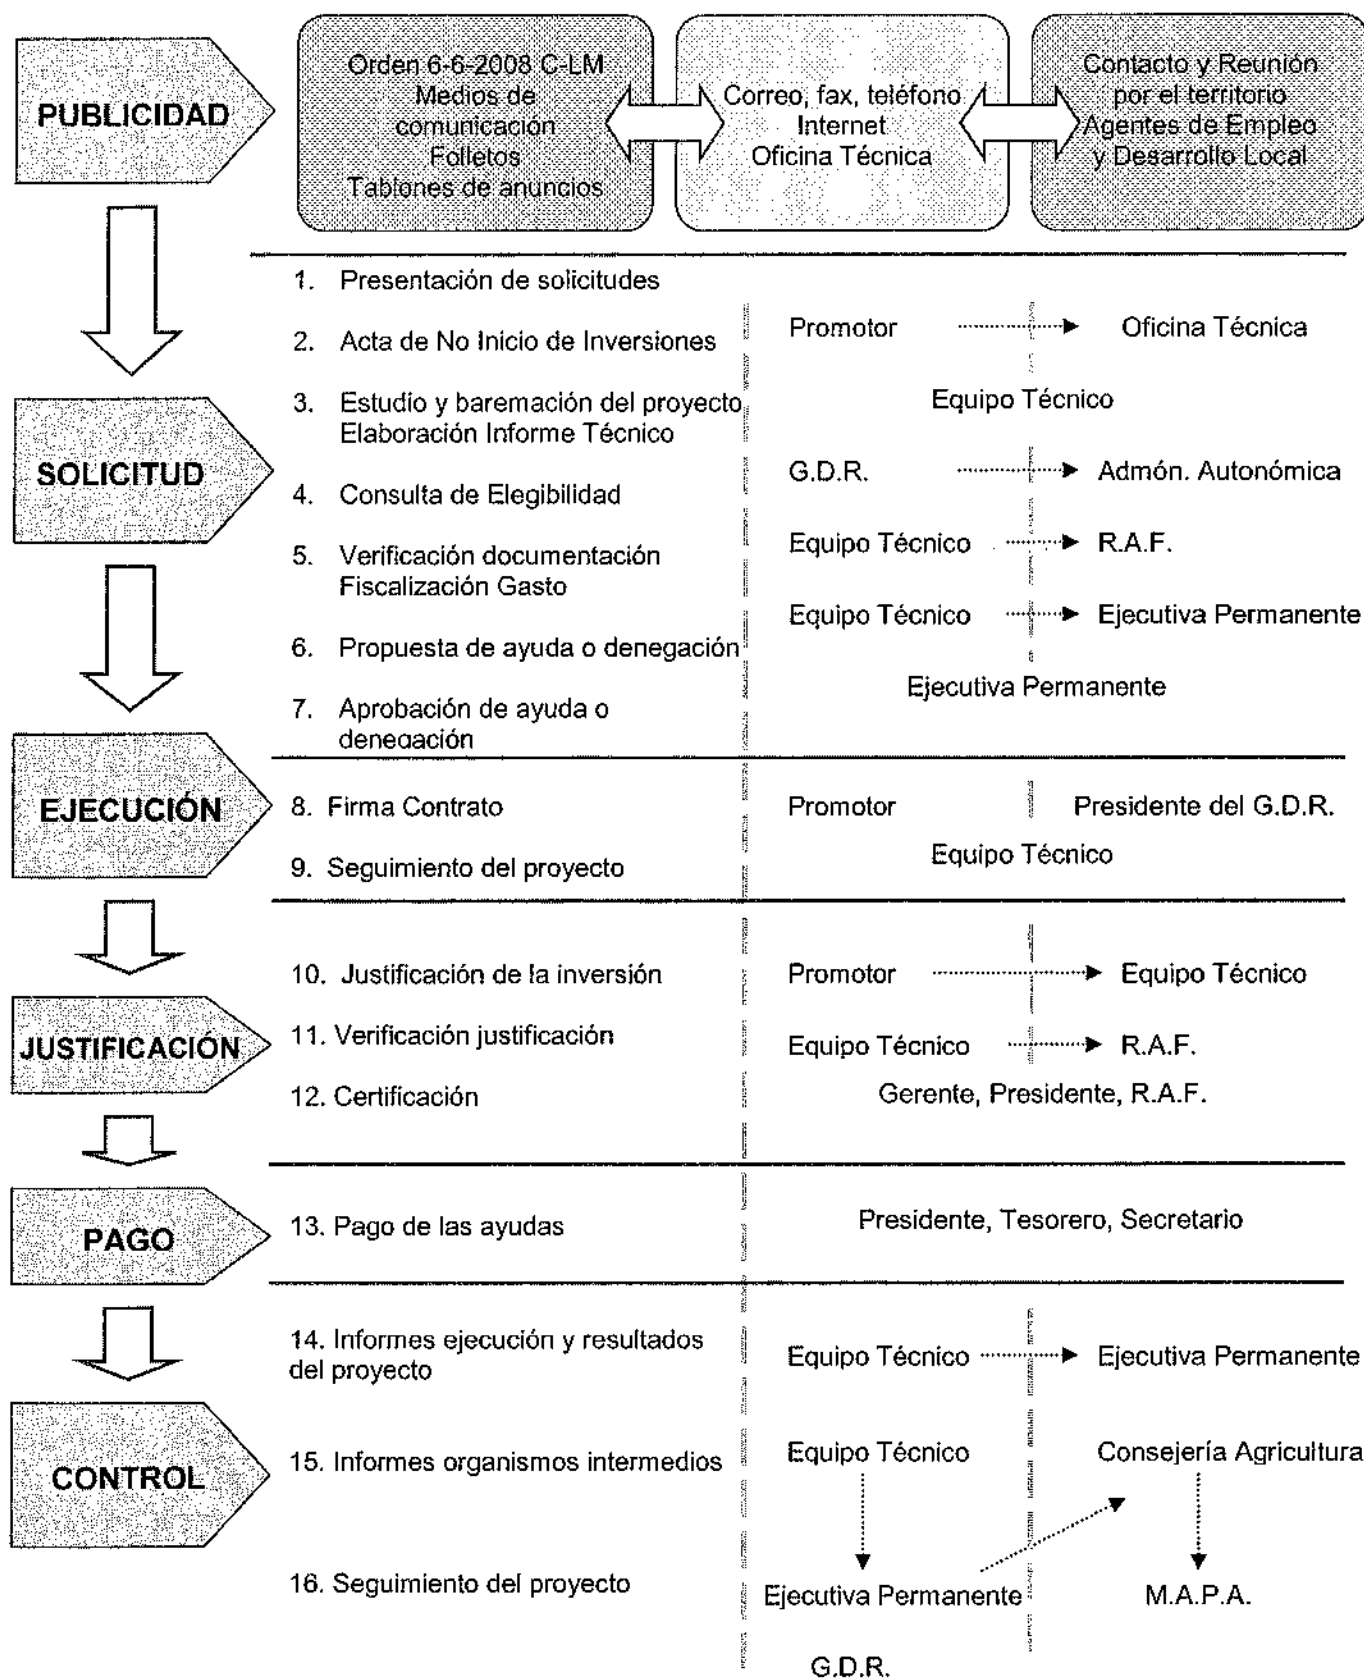 PUBLICIDAD
Orden 6-6-2008 C-LM
Medios de
comunicación
Folletos
Tablones de anuncios
Correo, fax, teléfono
Internet
Oficina Técnica
Contacto y Reunión
por el territorio
Agentes de Empleo
y Desarrollo Local
SOLICITUD
1. Presentación de solicitudes
2. Acta de No Inicio de Inversiones
3. Estudio y baremación del proyecto
Elaboración Informe Técnico
4. Consulta de Elegibilidad
5. Verificación documentación
Fiscalización Gasto
6. Propuesta de ayuda o denegación
7. Aprobación de ayuda o
denegación
Promotor Oficina Técnica
Equipo Técnico
G.D.R. Admón. Autonómica
Equipo Técnico R.A.F.
Equipo Técnico Ejecutiva Permanente
Ejecutiva Permanente
EJECUCIÓN
8. Firma Contrato
9. Seguimiento del proyecto
Promotor Presidente del G.D.R.
Equipo Técnico
JUSTIFICACIÓN
10. Justificación de la inversión
11. Verificación justificación
12. Certificación
Promotor Equipo Técnico
Equipo Técnico R.A.F.
Gerente, Presidente, R.A.F.
PAGO
13. Pago de las ayudas
Presidente, Tesorero, Secretario
CONTROL
14. Informes ejecución y resultados
del proyecto
15. Informes organismos intermedios
16. Seguimiento del proyecto
Equipo Técnico Ejecutiva Permanente
Equipo Técnico Consejería Agricultura
Ejecutiva Permanente M.A.P.A.
G.D.R.